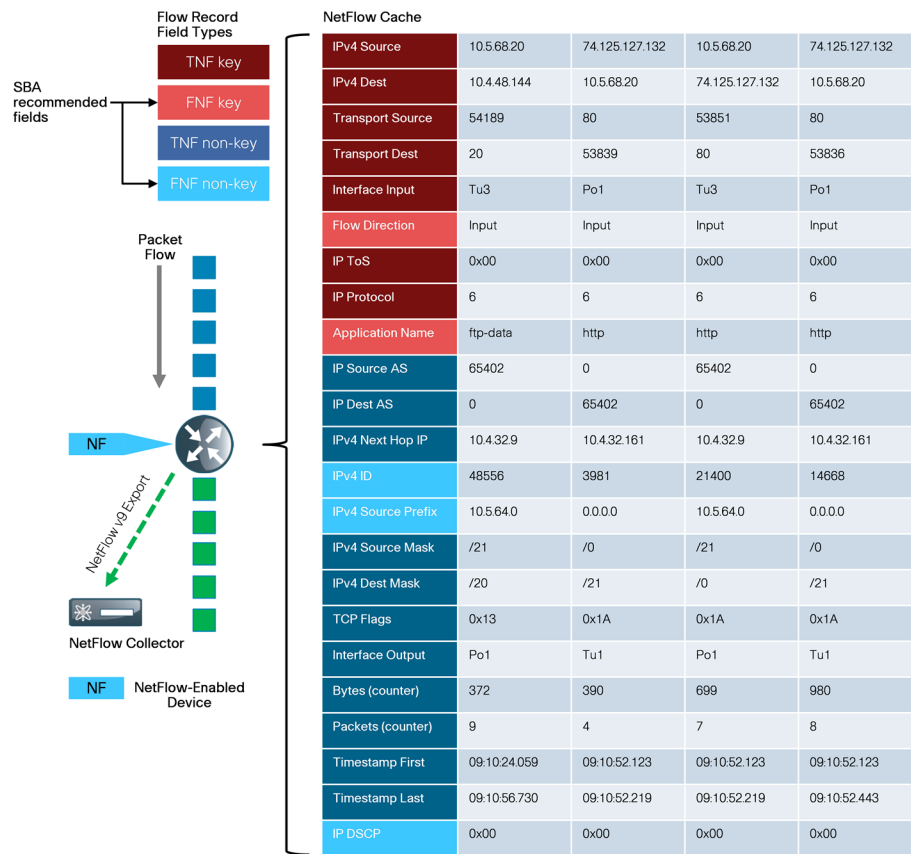 Flow Record
Field Types
TNF key
FNF key
TNF non-key
FNF non-key
SBA
recommended
fields
Packet
Flow
NF
NetFlow v9 Export
NetFlow Collector
NF
NetFlow-Enabled
Device
NetFlow Cache
IPv4 Source 10.5.68.20 74.125.127.132 10.5.68.20 74.125.127.132
IPv4 Dest 10.4.48.144 10.5.68.20 74.125.127.132 10.5.68.20
Transport Source 54189 80 53851 80
Transport Dest 20 53839 80 53836
Interface Input Tu3 Po1 Tu3 Po1
Flow Direction Input Input Input Input
IP ToS 0x00 0x00 0x00 0x00
IP Protocol 6 6 6 6
Application Name ftp-data http http http
IP Source AS 65402 0 65402 0
IP Dest AS 0 65402 0 65402
IPv4 Next Hop IP 10.4.32.9 10.4.32.161 10.4.32.9 10.4.32.161
IPv4 ID 48556 3981 21400 14668
IPv4 Source Prefix 10.5.64.0 0.0.0.0 10.5.64.0 0.0.0.0
IPv4 Source Mask /21 /0 /21 /0
IPv4 Dest Mask /20 /21 /0 /21
TCP Flags 0x13 0x1A 0x1A 0x1A
Interface Output Po1 Tu1 Po1 Tu1
Bytes (counter) 372 390 699 980
Packets (counter) 9 4 7 8
Timestamp First 09:10:24.059 09:10:52.123 09:10:52.123 09:10:52.123
Timestamp Last 09:10:56.730 09:10:52.219 09:10:52.219 09:10:52.443
IP DSCP 0x00 0x00 0x00 0x00